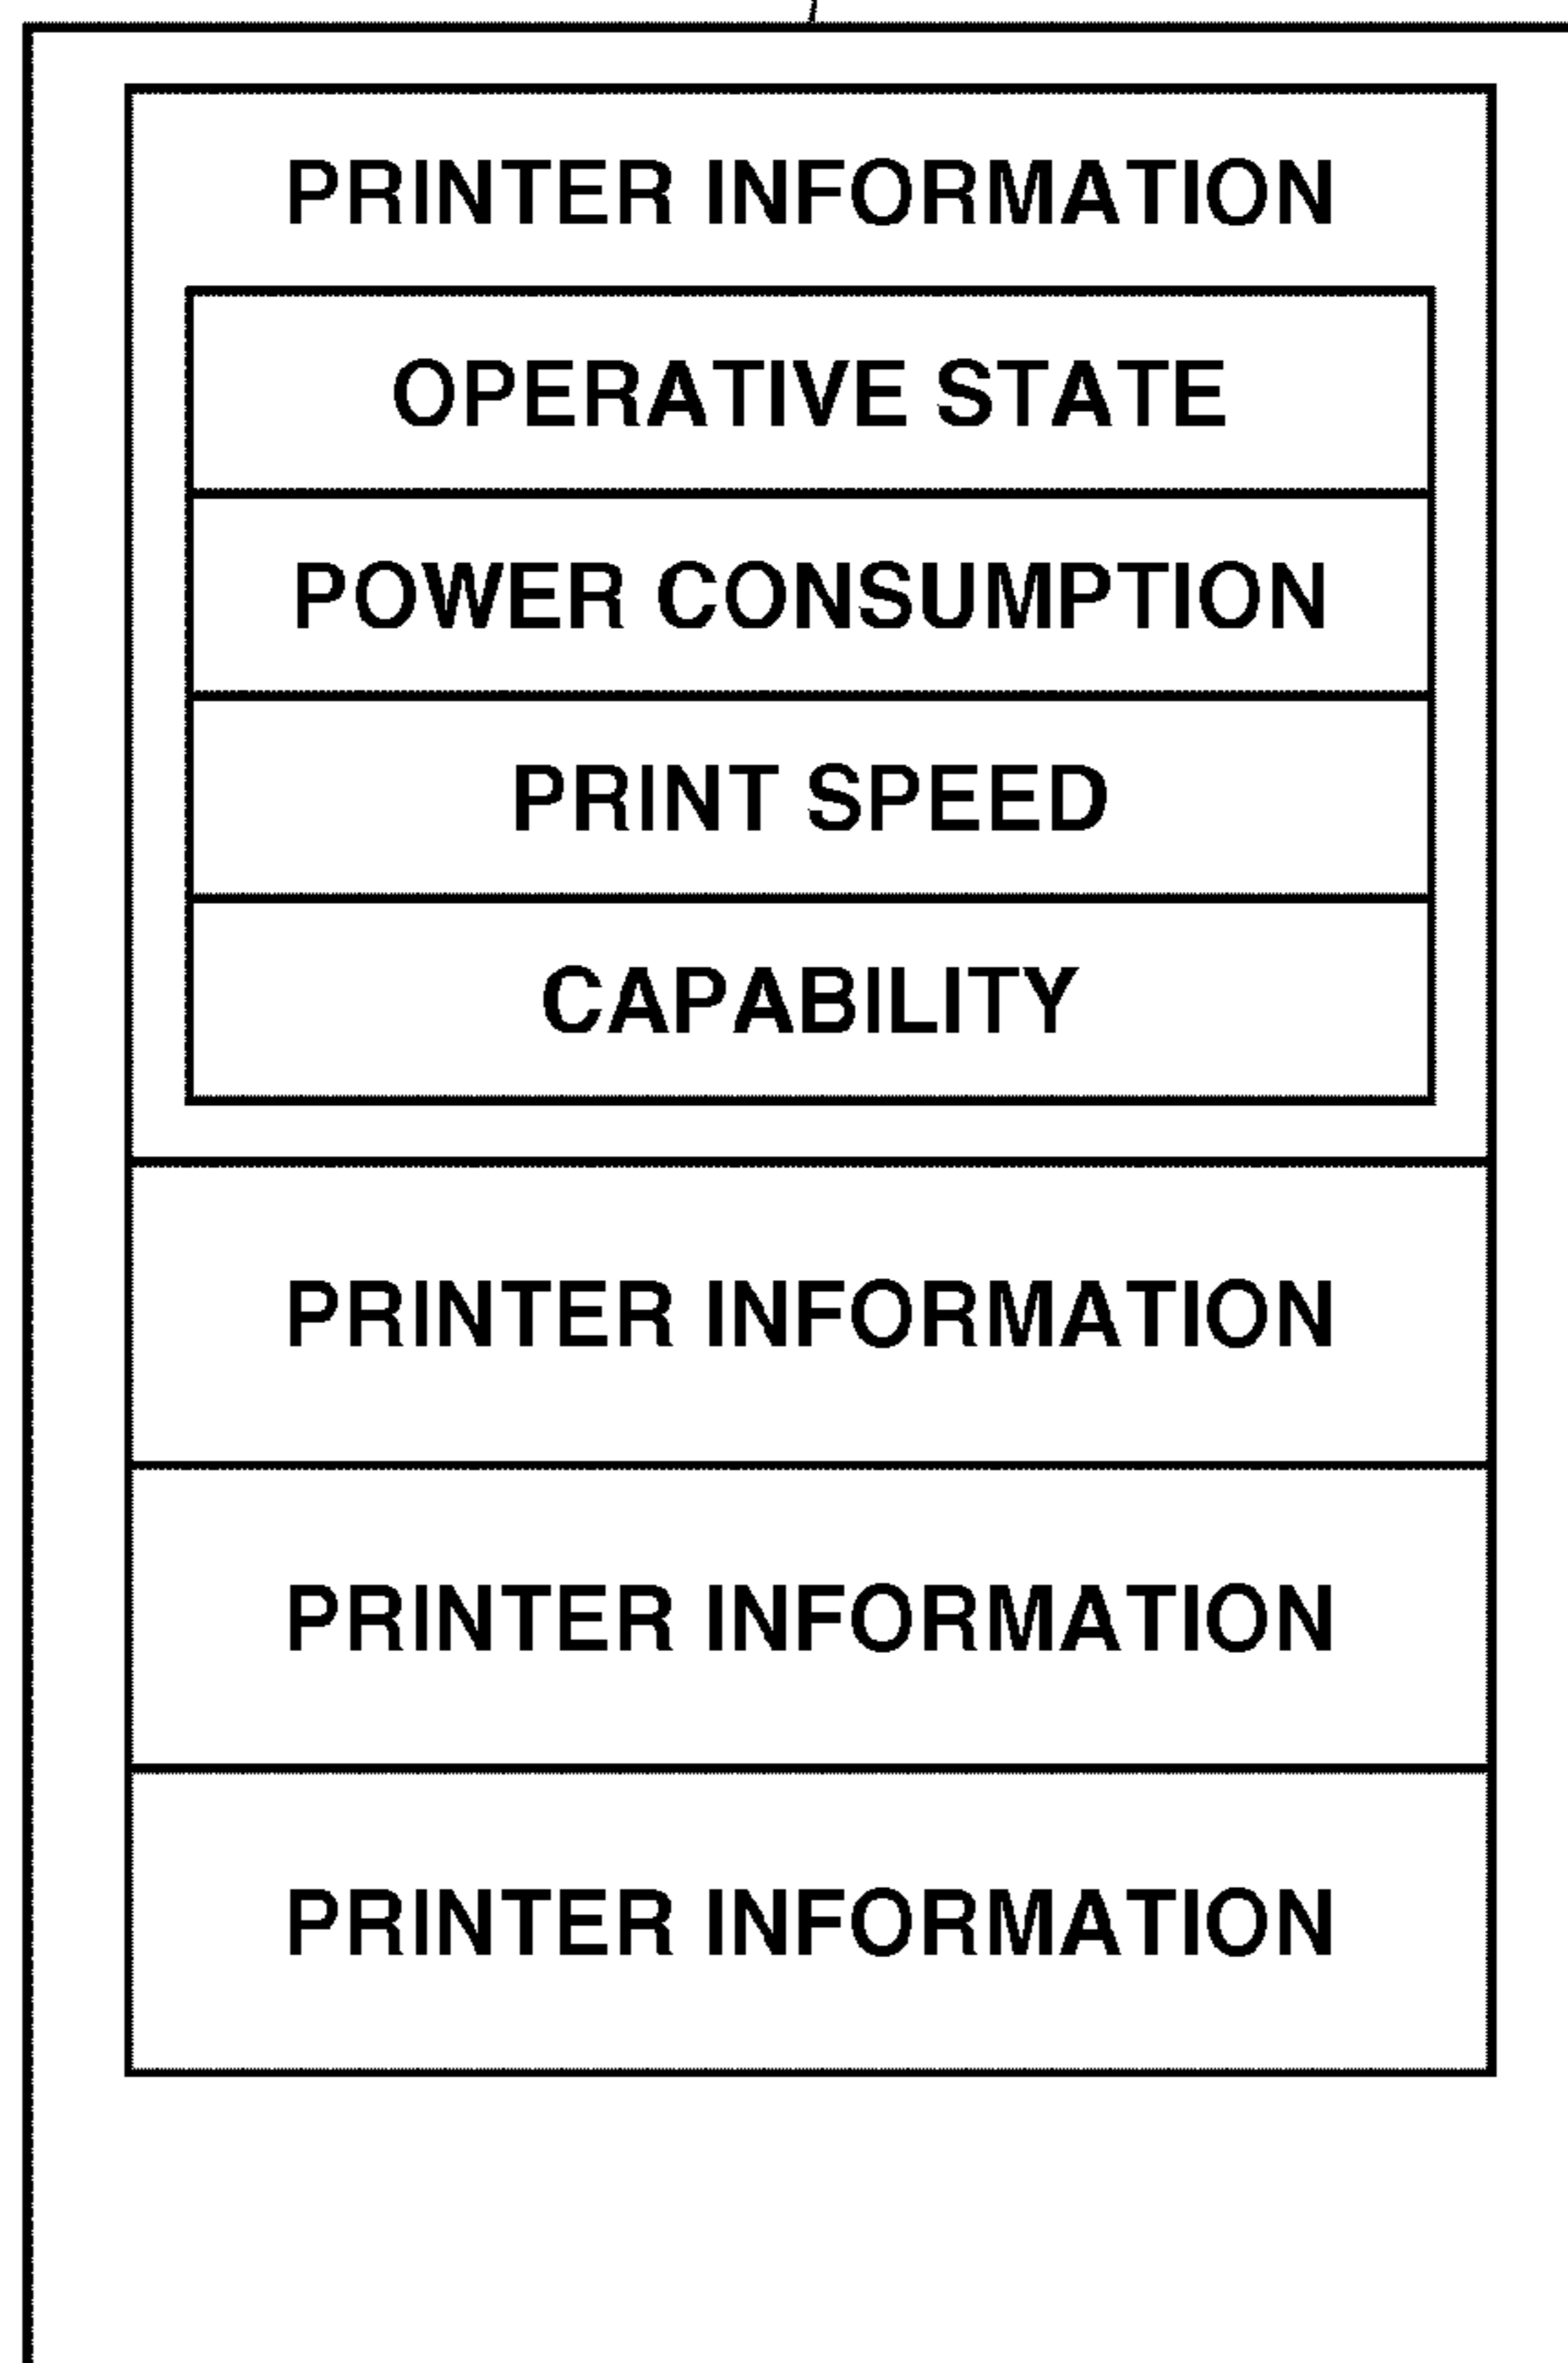 PRINTER INFORMATION
OPERATIVE STATE
POWER CONSUMPTION
PRINT SPEED
CAPABILITY
PRINTER INFORMATION
PRINTER INFORMATION
PRINTER INFORMATION